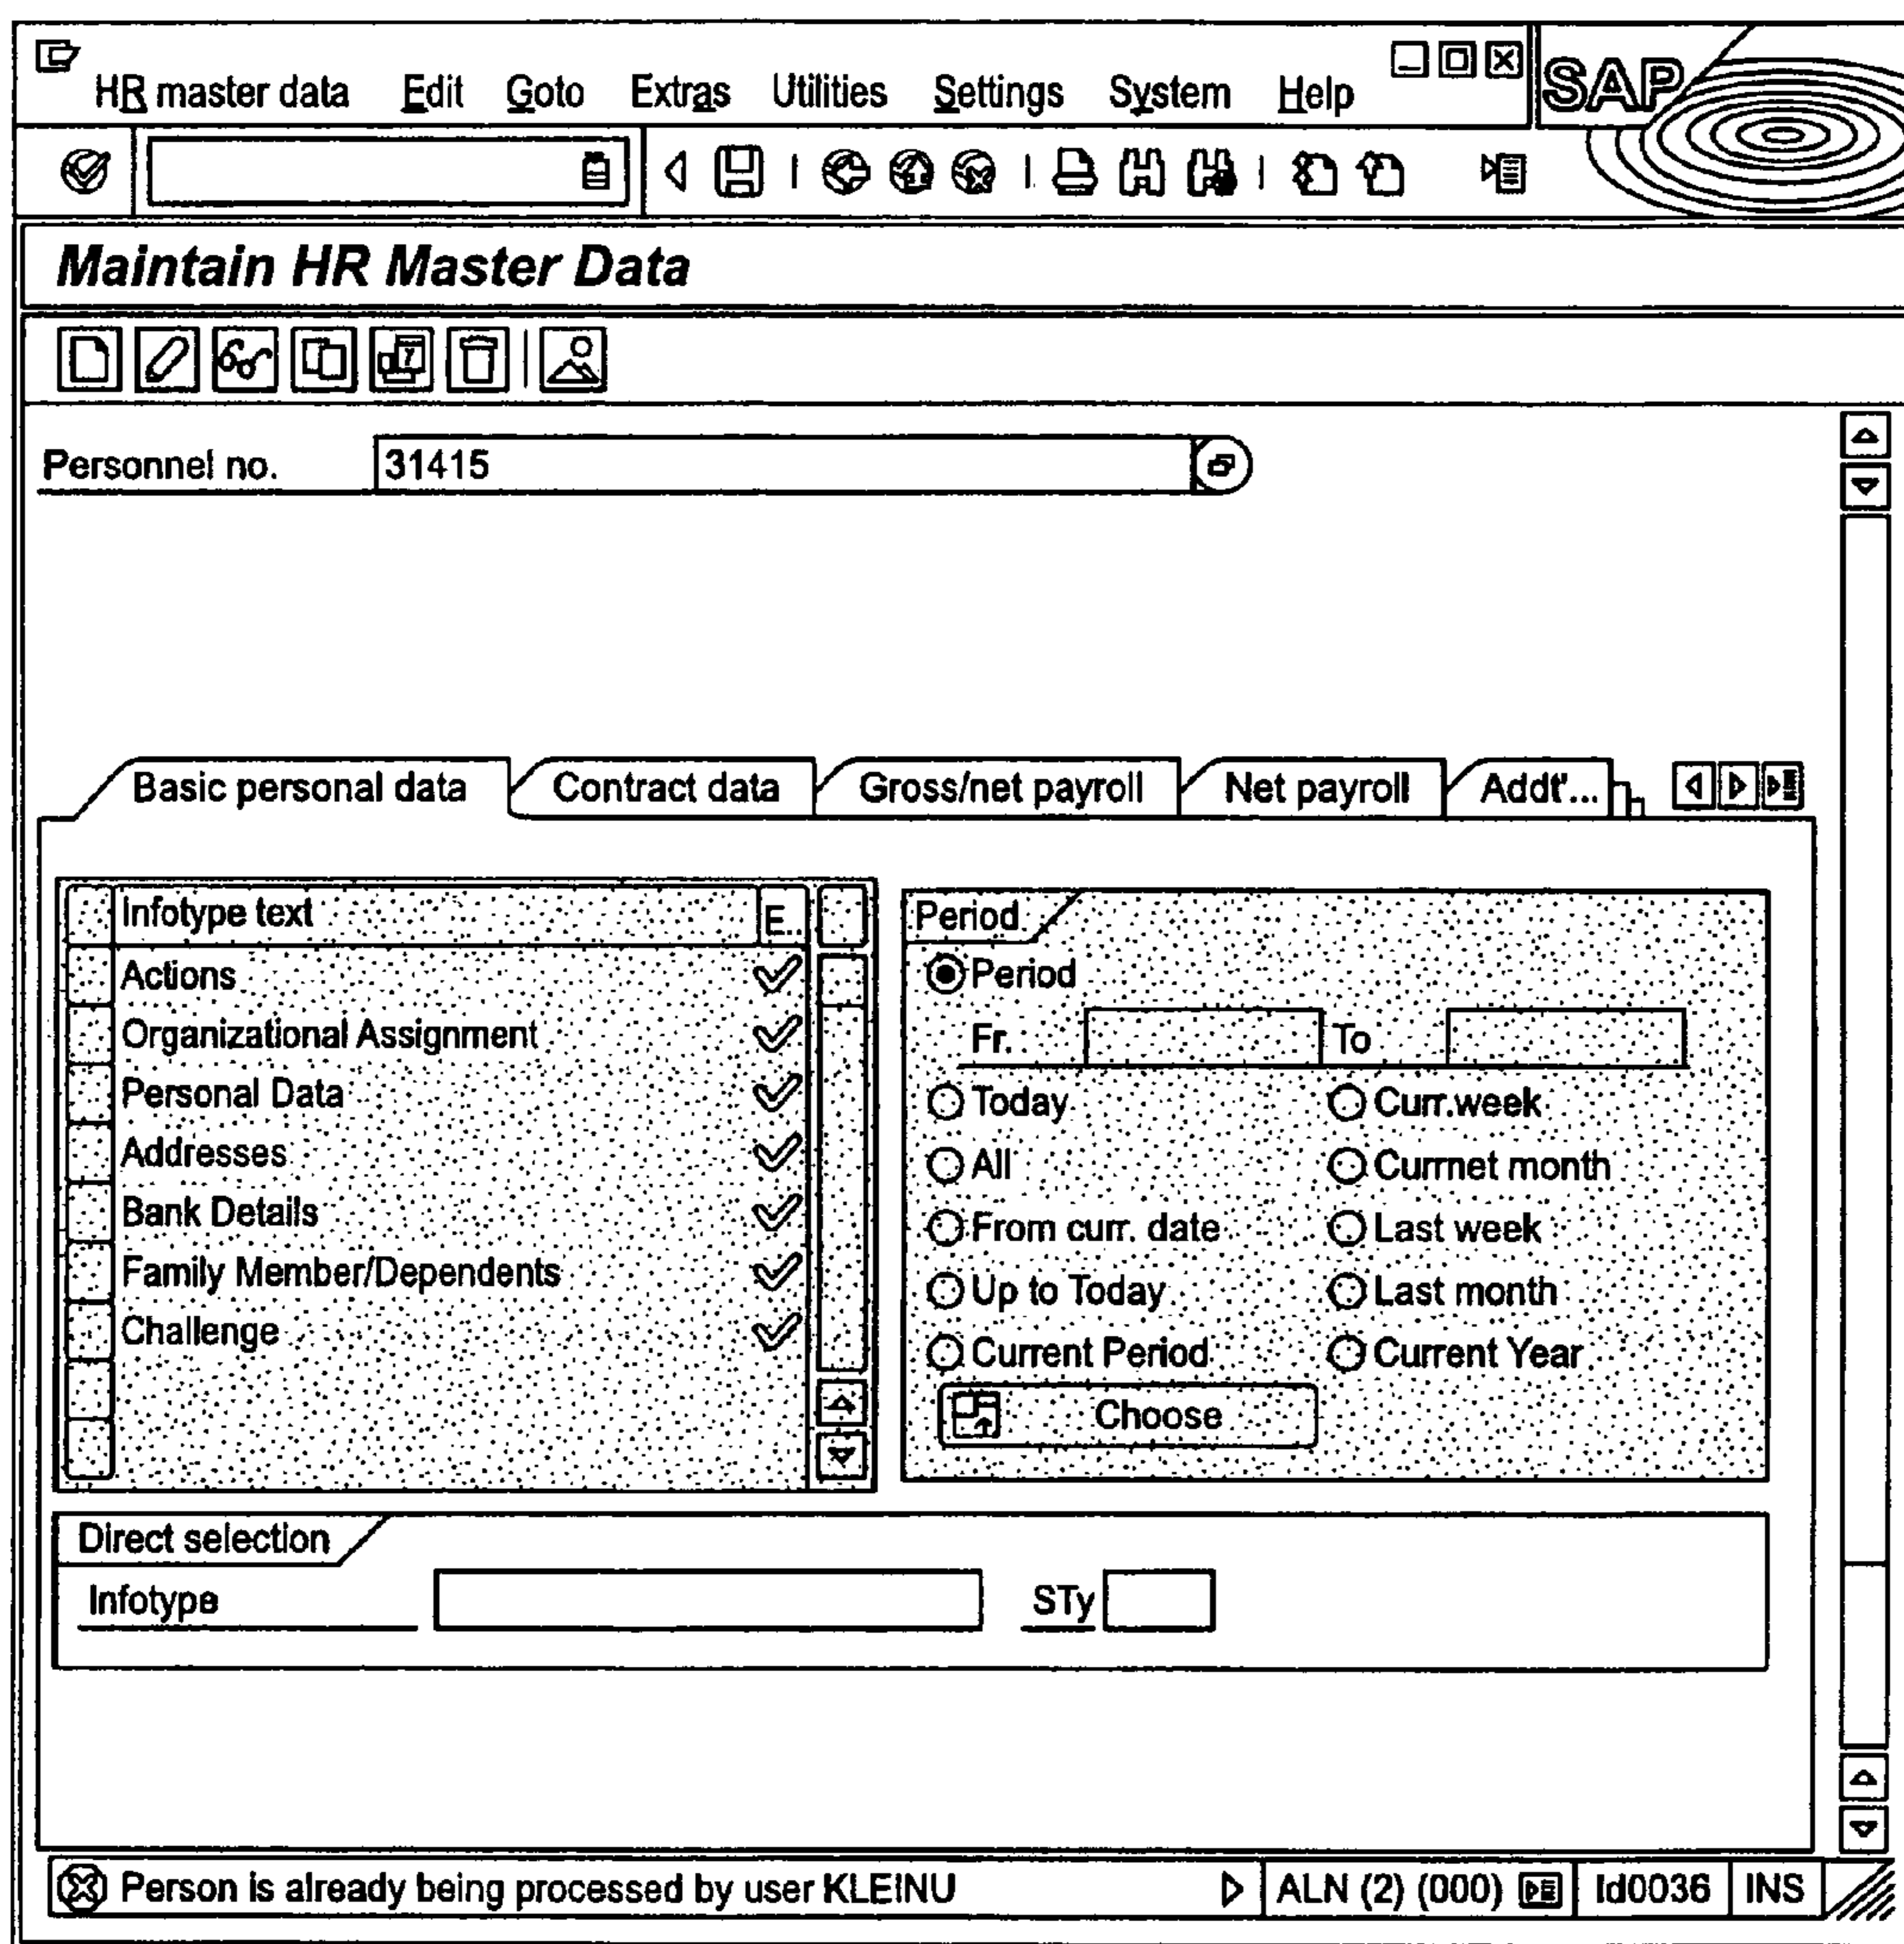 HR master data Edit Goto Extras Utilities Settings System Help
SAP
Maintain HR Master Data
Personnel no. 31415
Basic personal data Contract data Gross/net payroll Net payroll Addt'...
Infotype text E..
Actions
Organizational Assignment
Personal Data
Addresses
Bank Details
Family Member/Dependents
Challenge
Period
Period
Fr. To
Today Curr.week
All Currnet month
From curr. date Last week
Up to Today Last month
Current Period Current Year
Choose
Direct selection
Infotype STy
Person is already being processed by user KLEINU ALN (2) (000) Id0036 INS